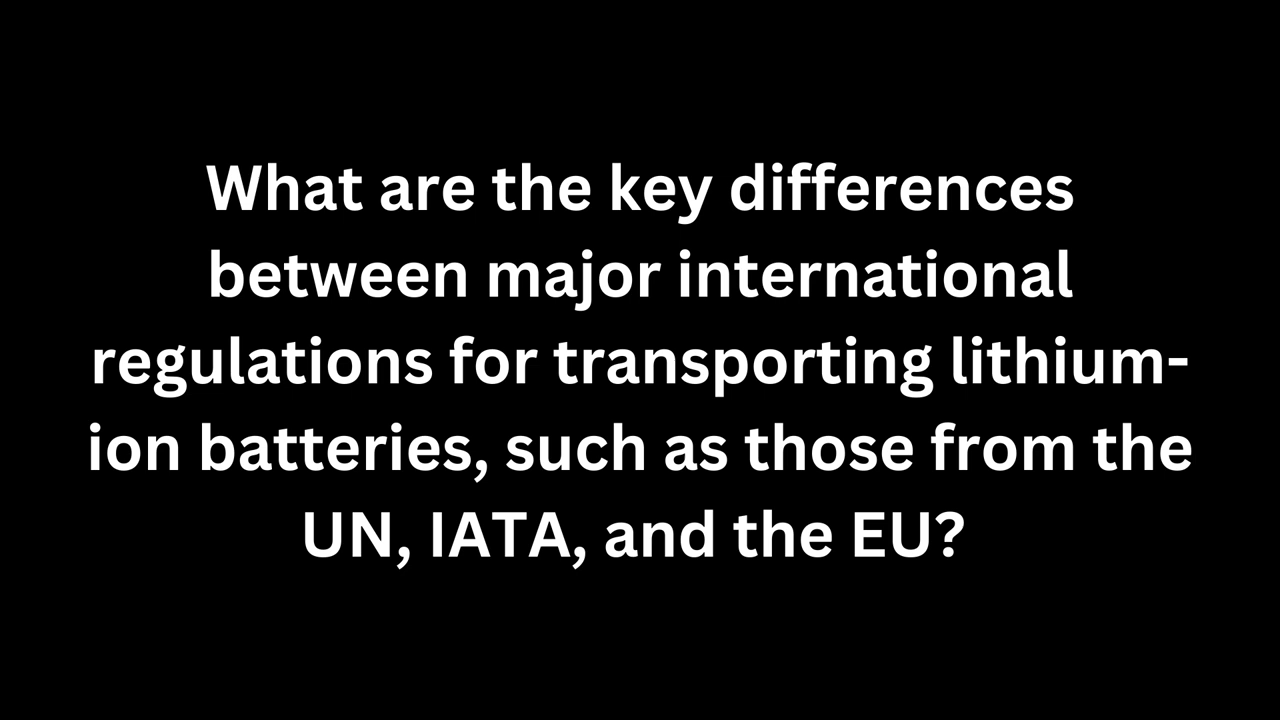 What are the key differences
between major international
regulations for transporting lithium-
ion batteries, such as those from the
UN, IATA, and the EU?